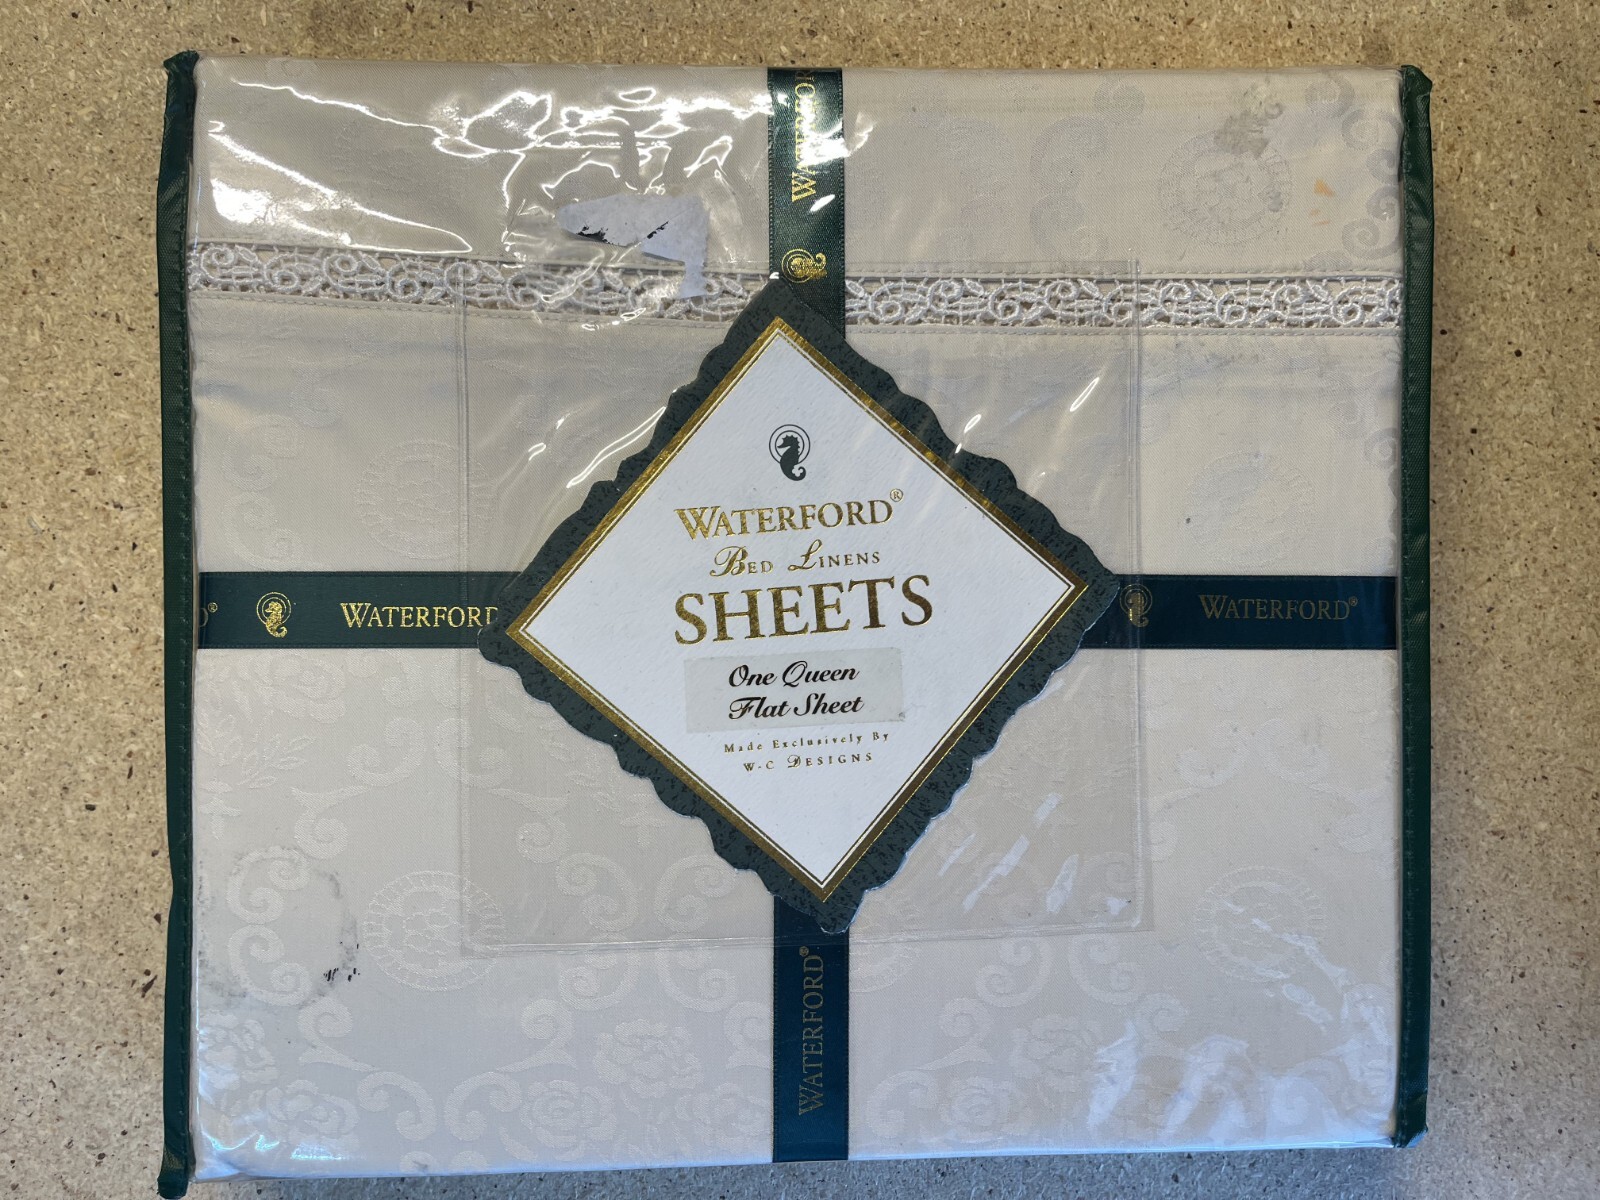 WATERFORD
WATERFORD®
Bed Linens
SHEETS
One Queen
Flat Sheet
Made Exclusively By
W-C Designs
WATERFORD
WATERFORD®
WATERFORD®